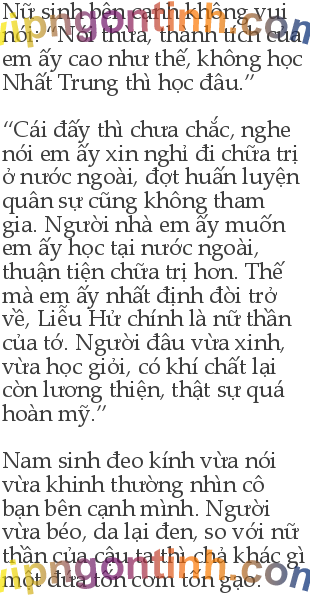 Nữ sinh bên cạnh không vui
nói: “Nói thừa, thành tích của
em ấy cao như thế, không học
Nhất Trung thì học đâu.”
“Cái đấy thì chưa chắc, nghe
nói em ấy xin nghỉ đi chữa trị
ở nước ngoài, đợt huấn luyện
quân sự cũng không tham
gia. Người nhà em ấy muốn
em ấy học tại nước ngoài,
thuận tiện chữa trị hơn. Thế
mà em ấy nhất định đòi trở
về, Liễu Hử chính là nữ thần
của tớ. Người đâu vừa xinh,
vừa học giỏi, có khí chất lại
còn lương thiện, thật sự quá
hoàn mỹ.”
Nam sinh đeo kính vừa nói
vừa khinh thường nhìn cô
bạn bên cạnh mình. Người
vừa béo, da lại đen, so với nữ
thần của cậu ta thì chả khác gì
một đứa tốn cơm tốn gạo.
vipngontinh.com
vipngontinh.com